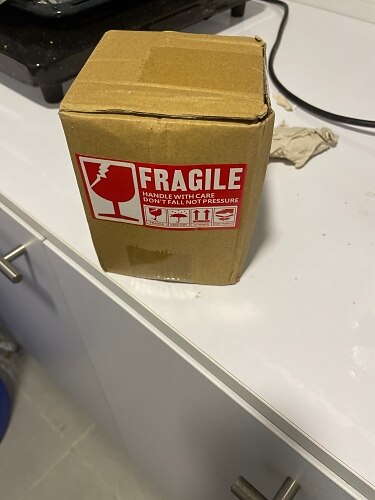 FRAGILE
HANDLE WITH CARE
DON'T FALL NOT PRESSURE